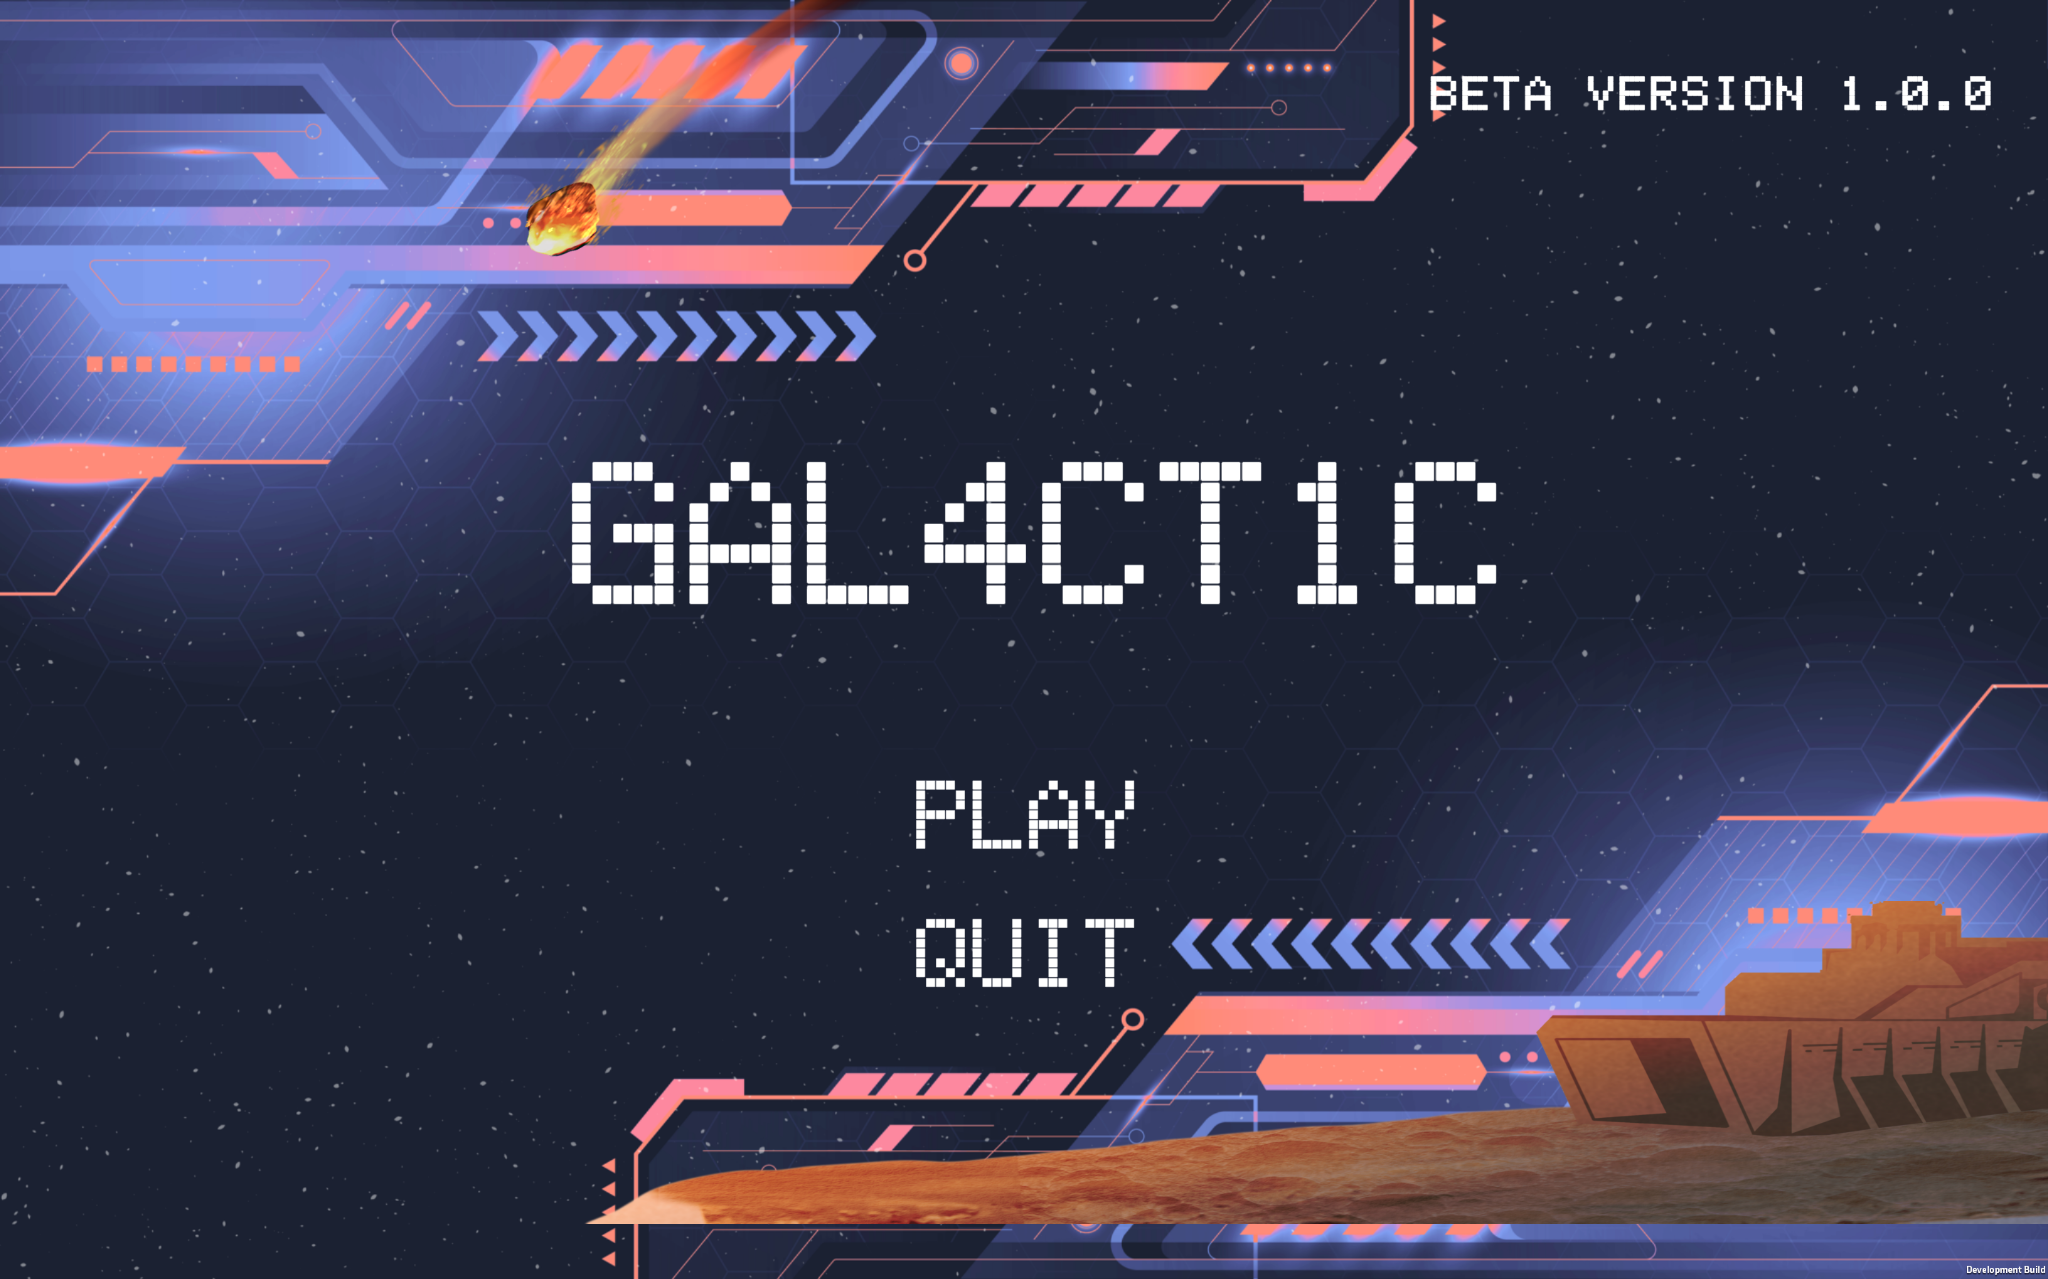 BETA VERSION 1.0.0
GAL4CT1C
PLAY
QUIT
Development Build